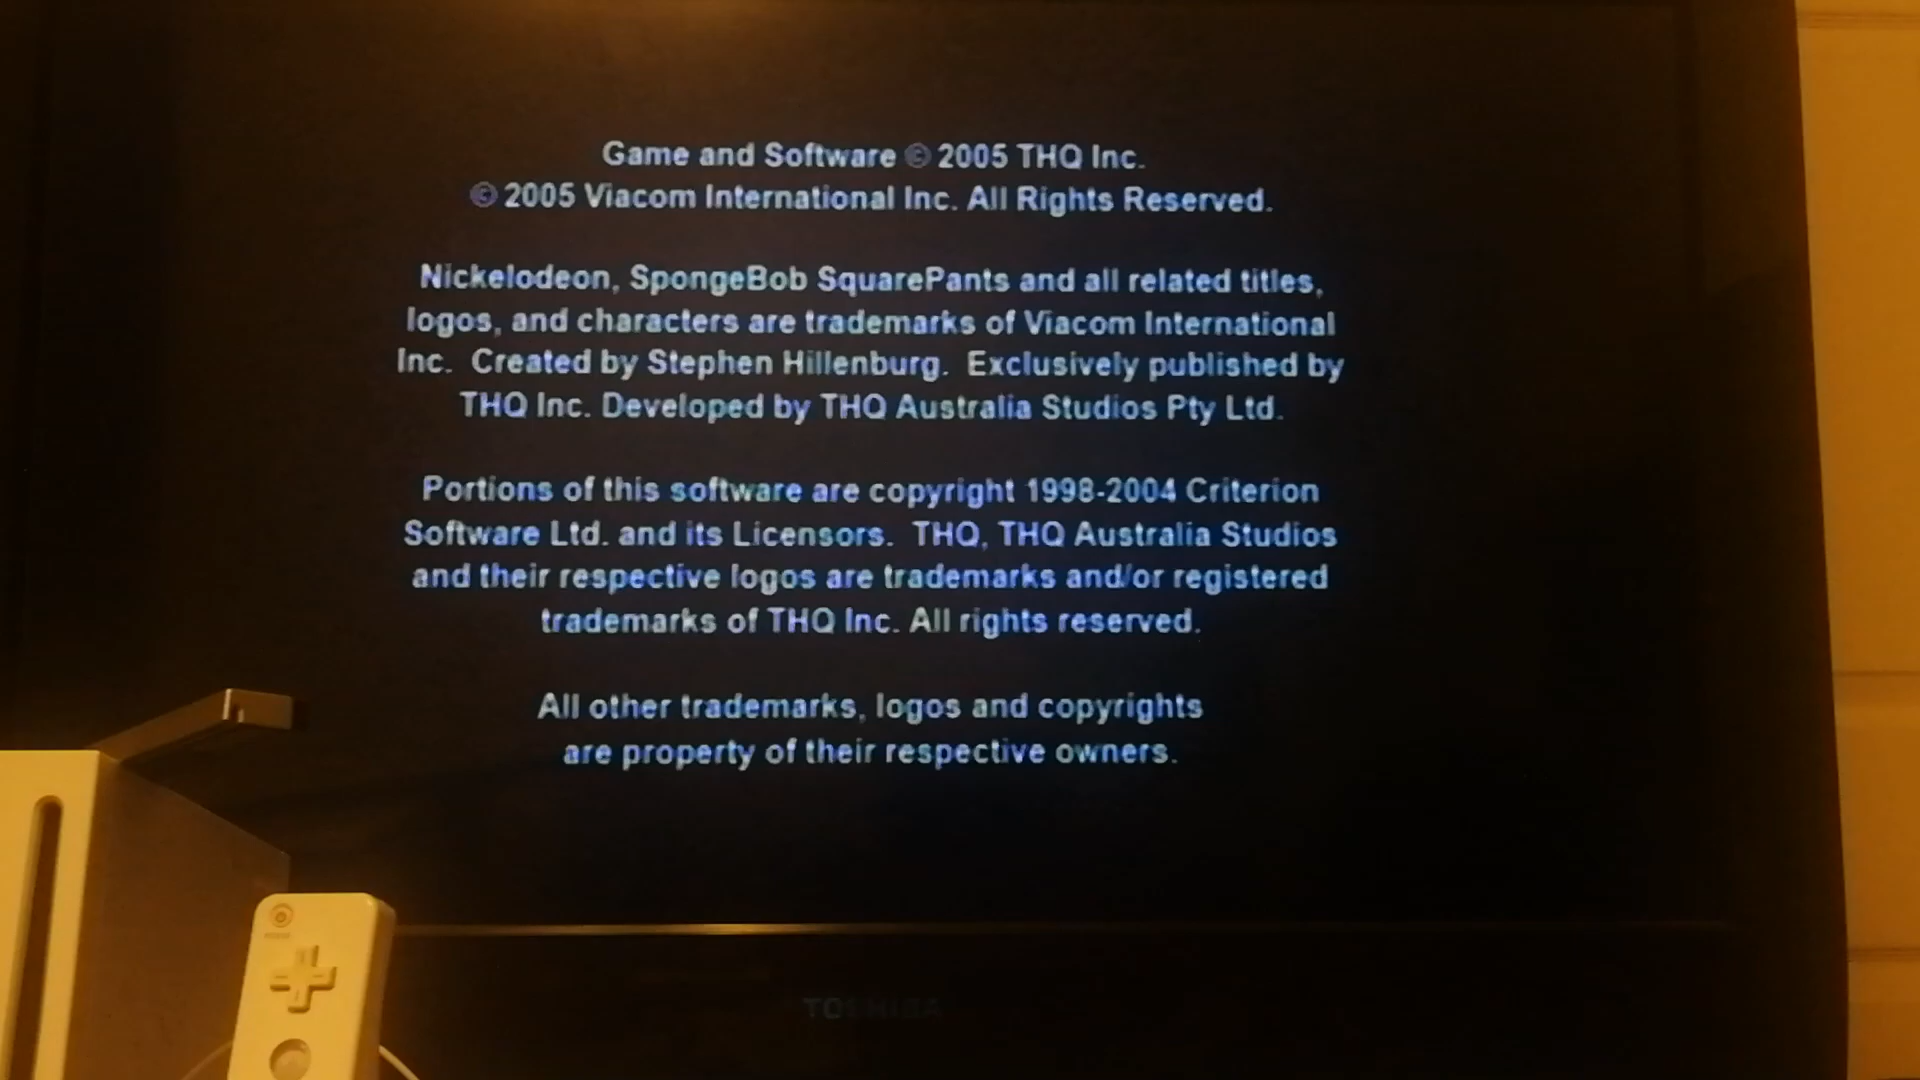 Game and Software © 2005 THQ Inc.
© 2005 Viacom International Inc. All Rights Reserved.
Nickelodeon, SpongeBob SquarePants and all related titles,
logos, and characters are trademarks of Viacom International
Inc. Created by Stephen Hillenburg. Exclusively published by
THQ Inc. Developed by THQ Australia Studios Pty Ltd.
Portions of this software are copyright 1998-2004 Criterion
Software Ltd. and its Licensors. THQ, THQ Australia Studios
and their respective logos are trademarks and/or registered
trademarks of THQ Inc. All rights reserved.
All other trademarks, logos and copyrights
are property of their respective owners.
TOSHIBA